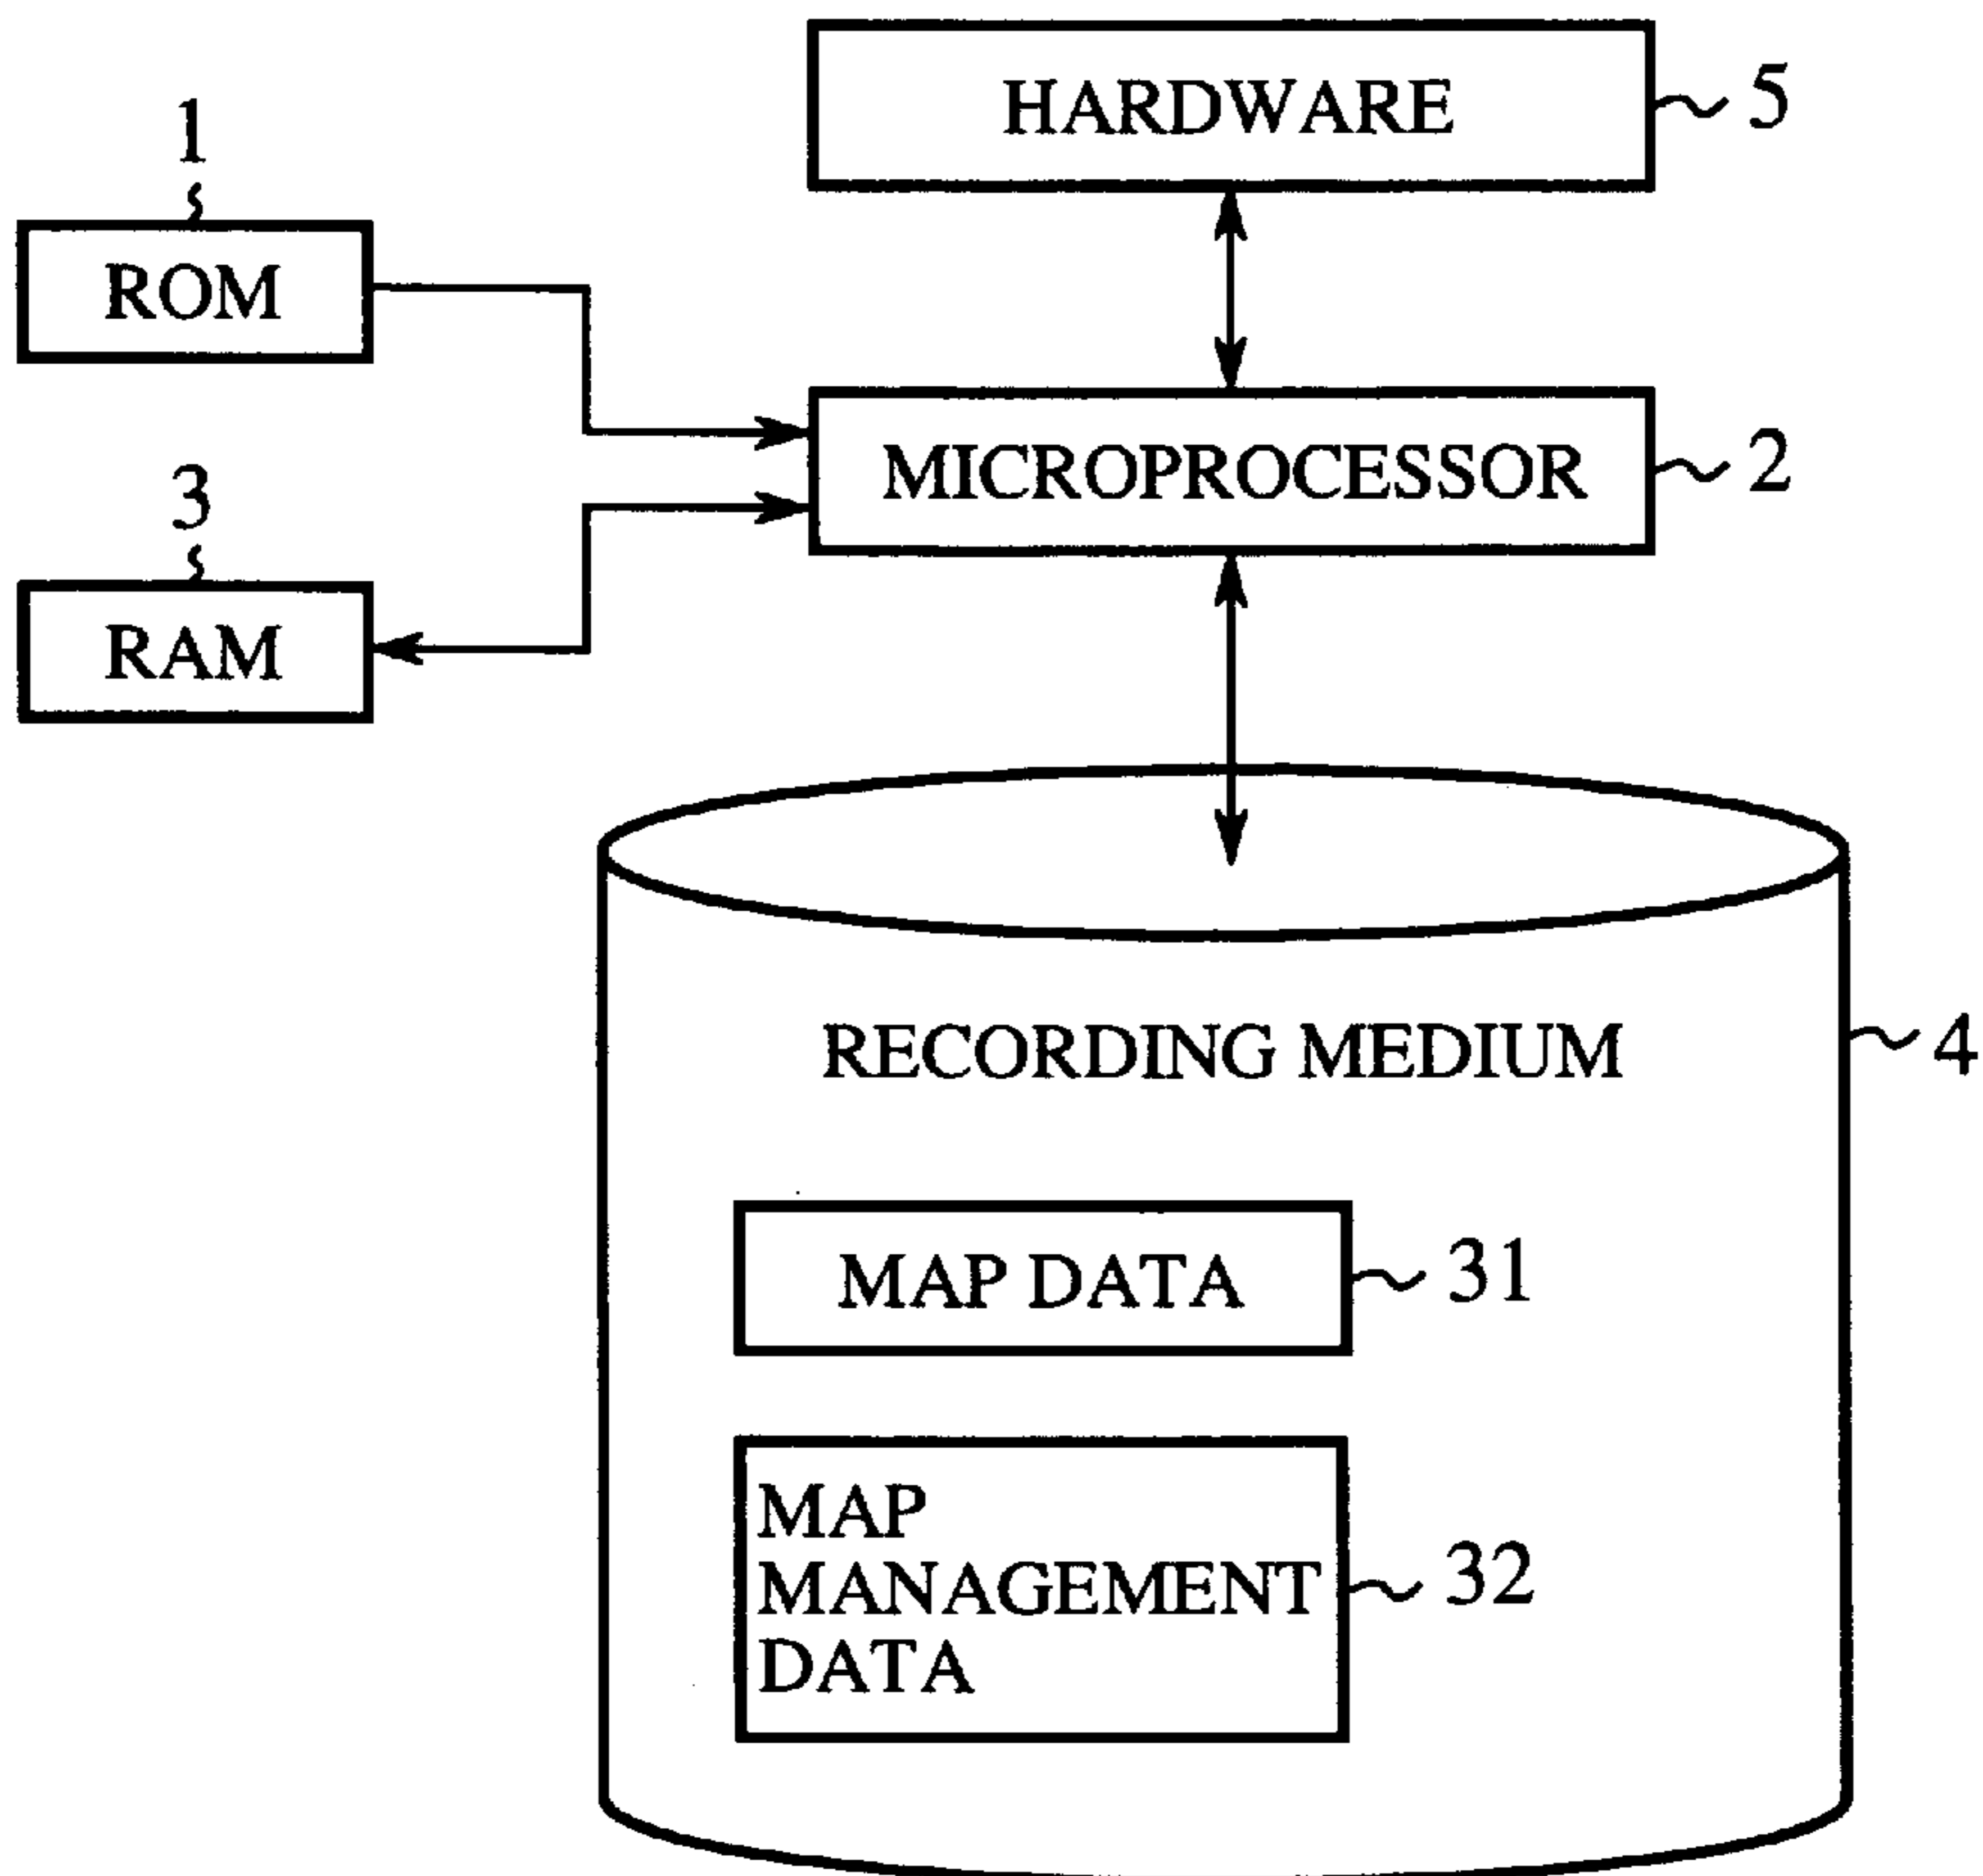 HARDWARE
5
1
ROM
MICROPROCESSOR
2
3
RAM
RECORDING MEDIUM
4
MAP DATA
31
MAP
MANAGEMENT
DATA
32